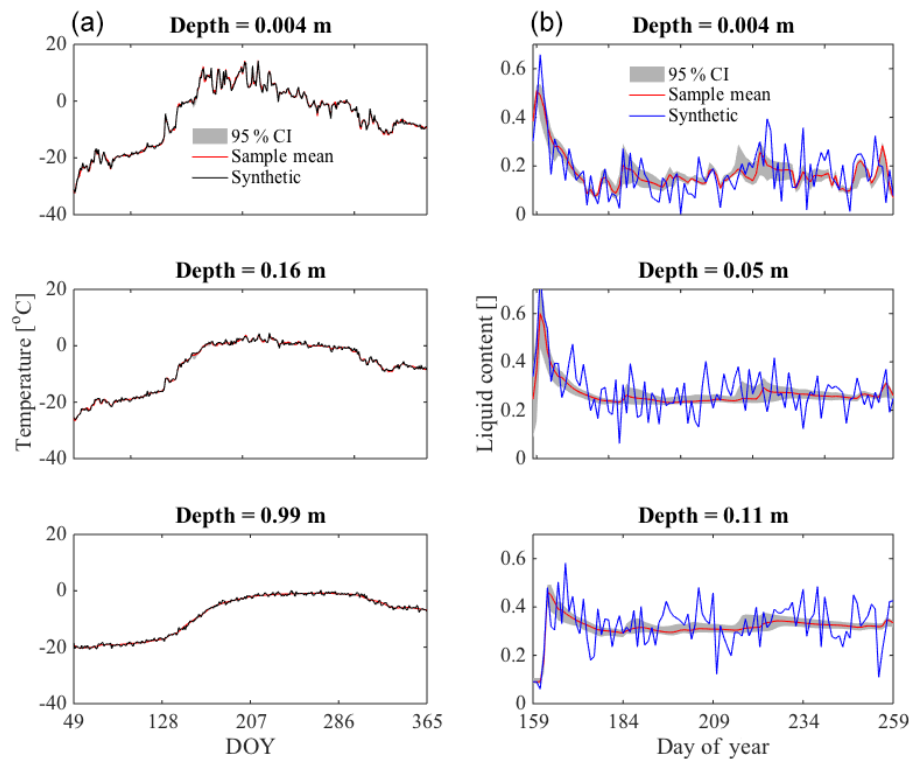 (a)
Depth = 0.004 m
20
0
-20
-40
95 % CI
Sample mean
Synthetic
Depth = 0.16 m
20
0
-20
-40
Temperature [°C]
Depth = 0.99 m
20
0
-20
-40
49 128 207 286 365
DOY
(b)
Depth = 0.004 m
0.6
0.4
0.2
0
95 % CI
Sample mean
Synthetic
Depth = 0.05 m
0.6
0.4
0.2
0
Liquid content []
Depth = 0.11 m
0.6
0.4
0.2
0
159 184 209 234 259
Day of year